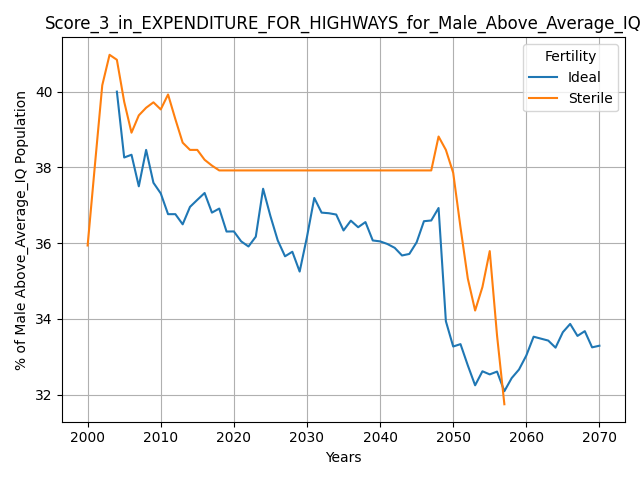 Score_3_in_EXPENDITURE_FOR_HIGHWAYS_for_Male_Above_Average_IQ
Fertility
Ideal
Sterile
% of Male Above_Average_IQ Population
40
38
36
34
32
2000 2010 2020 2030 2040 2050 2060 2070
Years